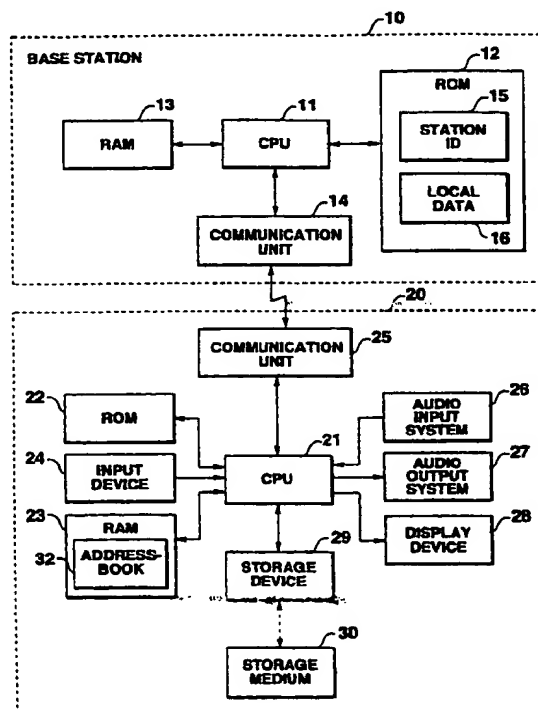 10
BASE STATION
12
ROM
13
11
15
RAM
CPU
STATION
ID
14
LOCAL
DATA
COMMUNICATION
UNIT
16
20
COMMUNICATION
UNIT
25
22
ROM
21
AUDIO
INPUT
SYSTEM
26
24
INPUT
DEVICE
CPU
AUDIO
OUTPUT
SYSTEM
27
23
RAM
32
ADDRESS-
BOOK
29
STORAGE
DEVICE
DISPLAY
DEVICE
28
30
STORAGE
MEDIUM